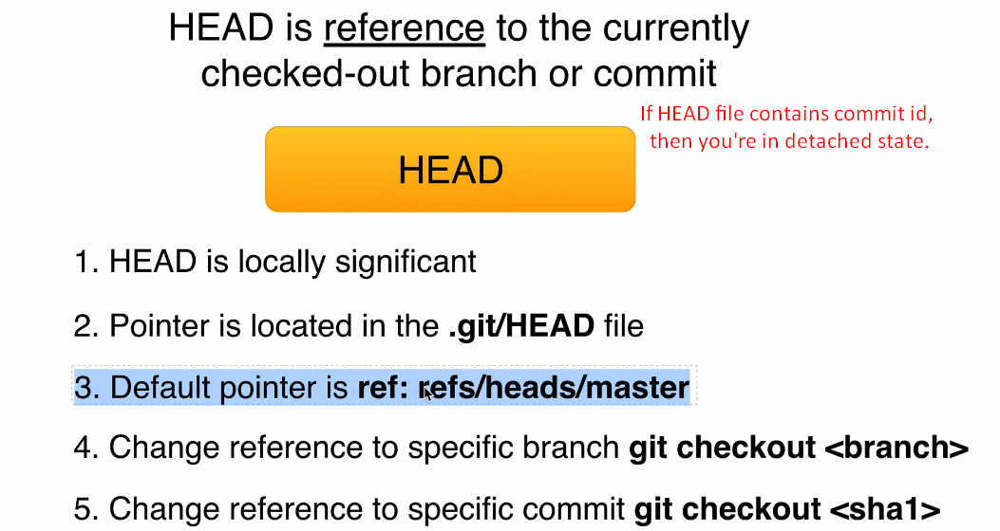 HEAD is reference to the currently
checked-out branch or commit
If HEAD file contains commit id,
then you're in detached state.
HEAD
1. HEAD is locally significant
2. Pointer is located in the .git/HEAD file
3. Default pointer is ref: refs/heads/master
4. Change reference to specific branch git checkout <branch>
5. Change reference to specific commit git checkout <sha1>